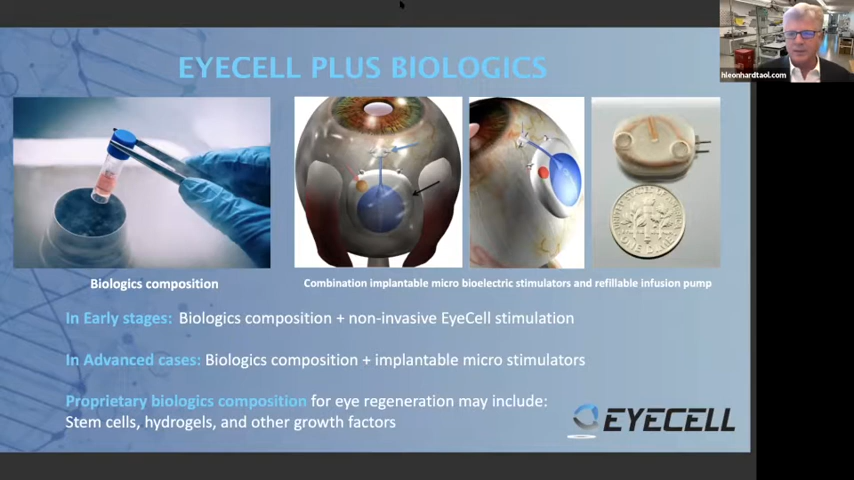 EYECELL PLUS BIOLOGICS
hleonhardtaol.com
Biologics composition
Combination implantable micro bioelectric stimulators and refillable infusion pump
In Early stages: Biologics composition + non-invasive EyeCell stimulation
In Advanced cases: Biologics composition + implantable micro stimulators
Proprietary biologics composition for eye regeneration may include:
Stem cells, hydrogels, and other growth factors
EYECELL
ONE DIME